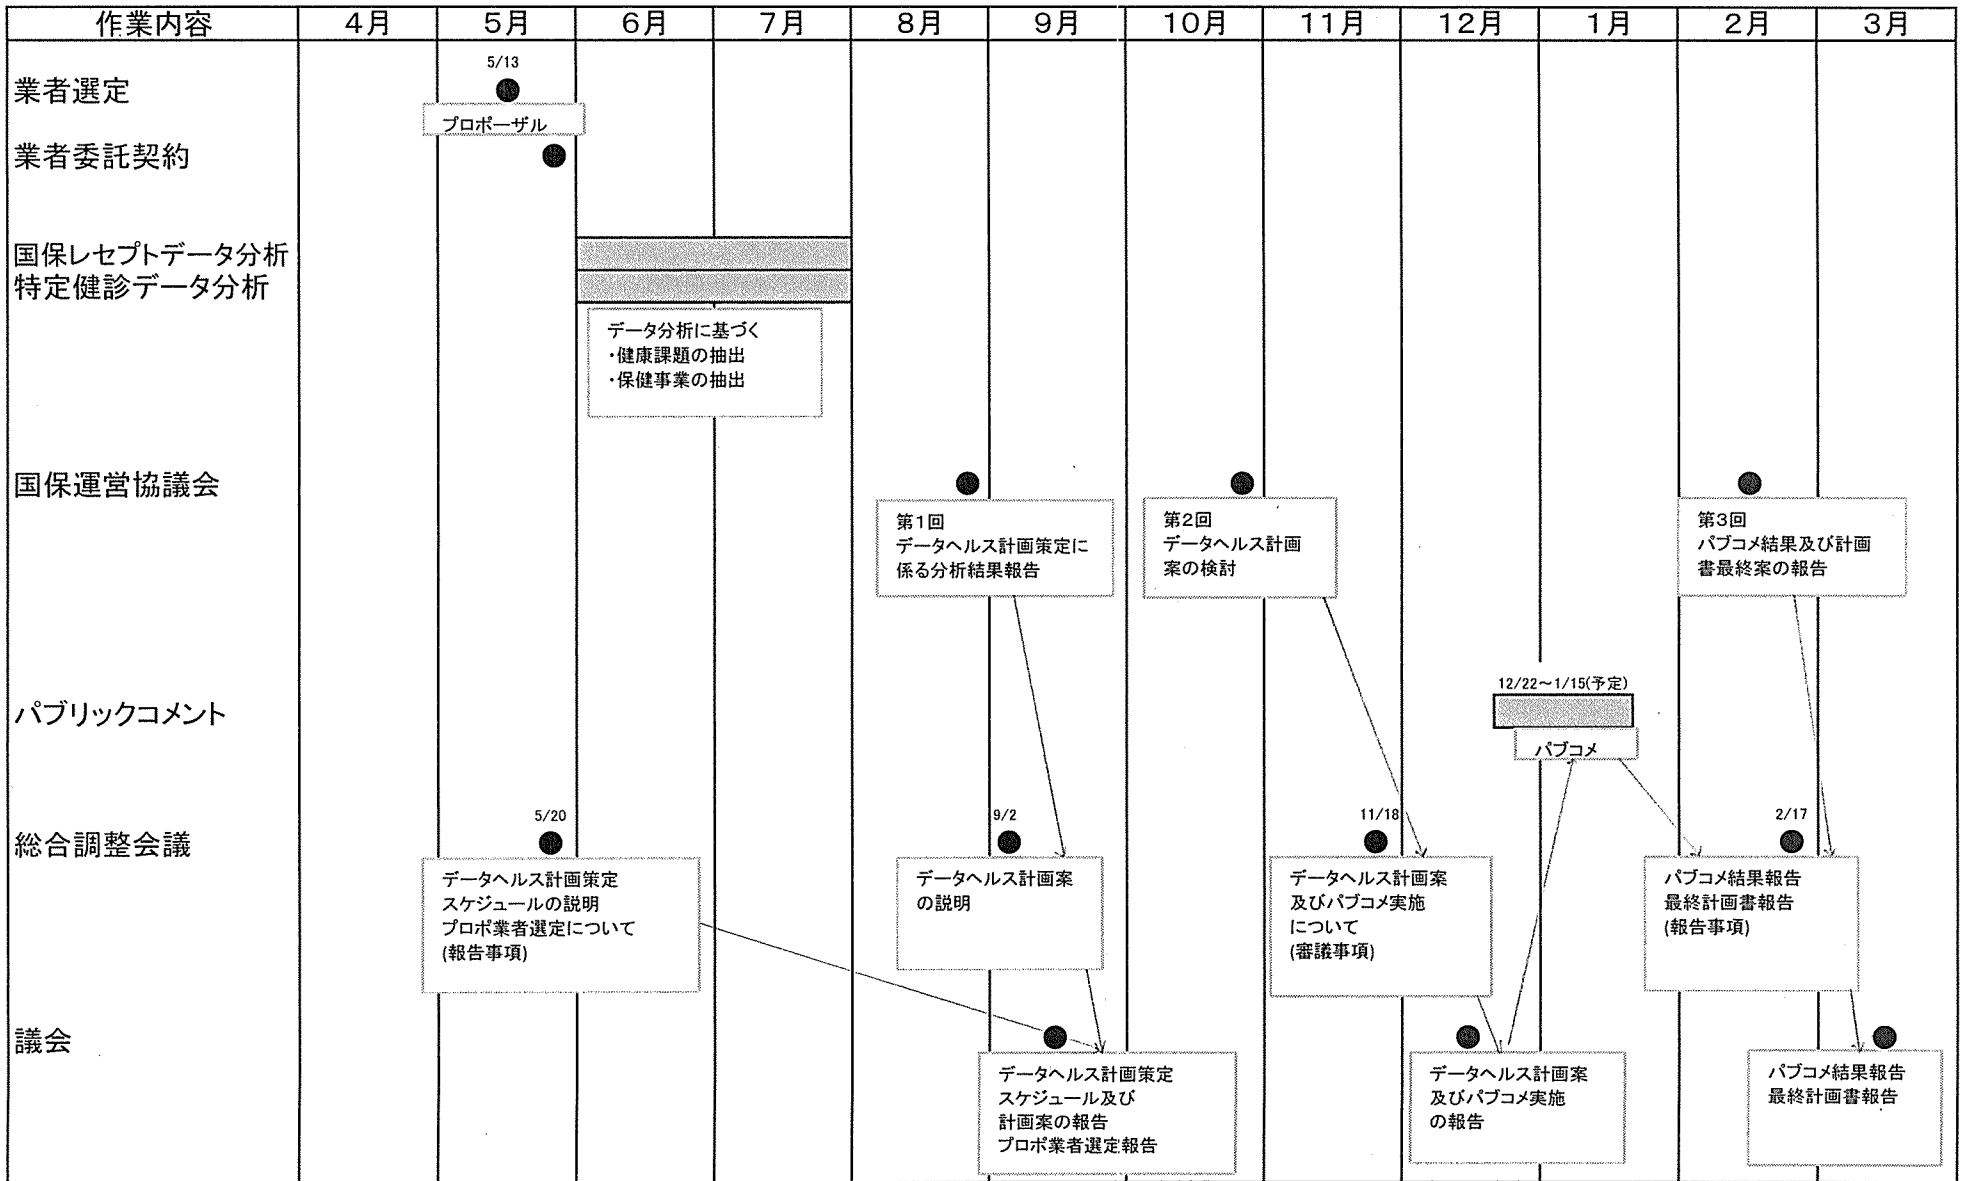 作業内容
4月
5月
6月
7月
8月
9月
10月
11月
12月
1月
2月
3月
業者選定
5/13
プロポーザル
業者委託契約
国保レセプトデータ分析
特定健診データ分析
データ分析に基づく
・健康課題の抽出
・保健事業の抽出
国保運営協議会
第1回
データヘルス計画策定に
係る分析結果報告
第2回
データヘルス計画
案の検討
第3回
パブコメ結果及び計画
書最終案の報告
パブリックコメント
12/22～1/15(予定)
パブコメ
総合調整会議
5/20
データヘルス計画策定
スケジュールの説明
プロポ業者選定について
(報告事項)
9/2
データヘルス計画案
の説明
11/18
データヘルス計画案
及びパブコメ実施
について
(審議事項)
2/17
パブコメ結果報告
最終計画書報告
(報告事項)
議会
データヘルス計画策定
スケジュール及び
計画案の報告
プロポ業者選定報告
データヘルス計画案
及びパブコメ実施
の報告
パブコメ結果報告
最終計画書報告